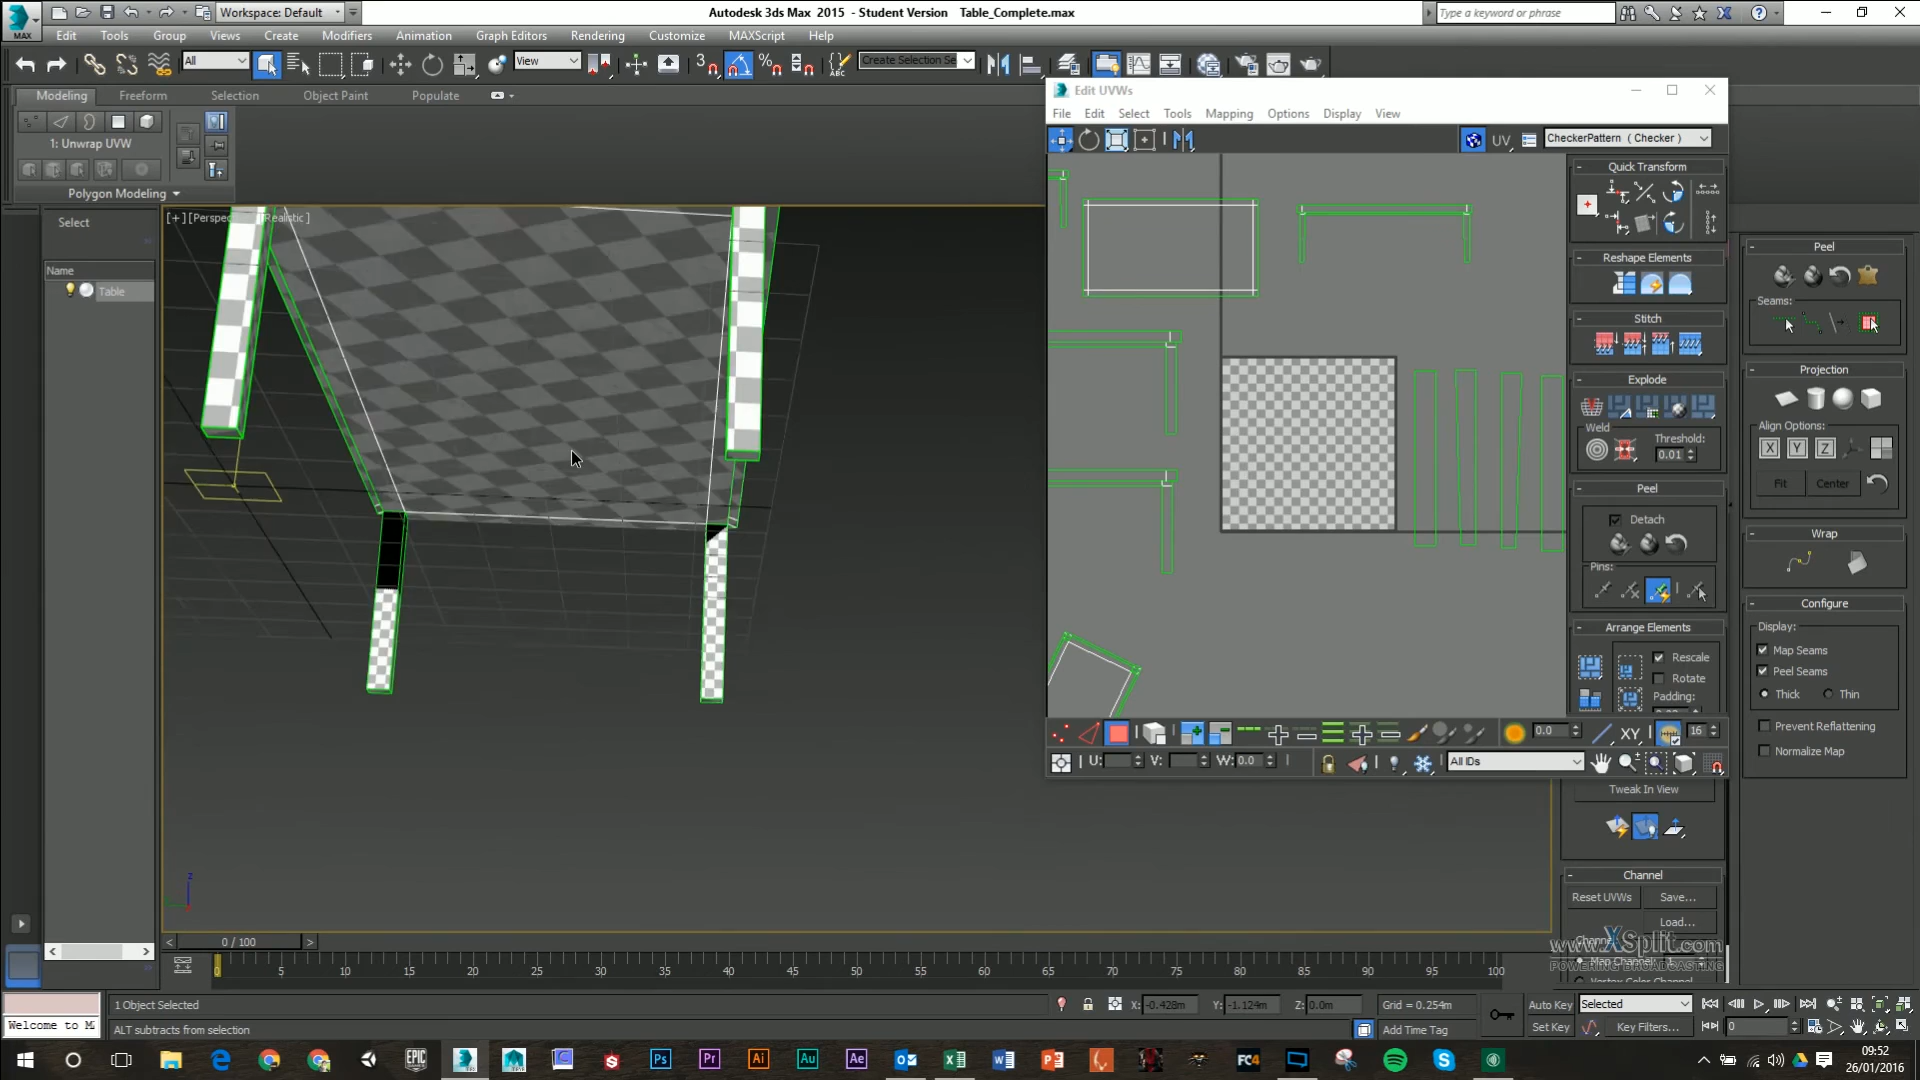 Workspace: Default
Autodesk 3ds Max 2015 - Student Version Table_Complete.max
Type a keyword or phrase
MAX
Edit Tools Group Views Create Modifiers Animation Graph Editors Rendering Customize MAXScript Help
All
View
Create Selection Se
Modeling Freeform Selection Object Paint Populate
1: Unwrap UVW
Polygon Modeling
Select
Name
Table
[+] [Perspe
Realistic ]
Edit UVWs
File Edit Select Tools Mapping Options Display View
UV
CheckerPattern ( Checker )
Quick Transform
Reshape Elements
Stitch
Explode
Weld
Threshold:
0.01
Peel
Detach
Pins:
Arrange Elements
Rescale
Rotate
Padding:
0.0
XY
16
U:
V:
W: 0.0
All IDs
Peel
Seams:
Projection
Align Options:
X Y Z
Fit Center
Wrap
Configure
Display:
Map Seams
Peel Seams
Thick Thin
Prevent Reflattening
Normalize Map
Tweak In View
Channel
Reset UVWs Save...
Load...
www.XSplit.com
POWERING BROADCASTING
z
0 / 100
0 5 10 15 20 25 30 35 40 45 50 55 60 65 70 75 80 85 90 95 100
1 Object Selected
X: -0.428m Y: -1.124m Z: 0.0m Grid = 0.254m
Auto Key Selected
Welcome to M
ALT subtracts from selection
Add Time Tag
Set Key Key Filters...
0
EPIC
Ps Pr Ai Au Ae
FC4
09:52
26/01/2016